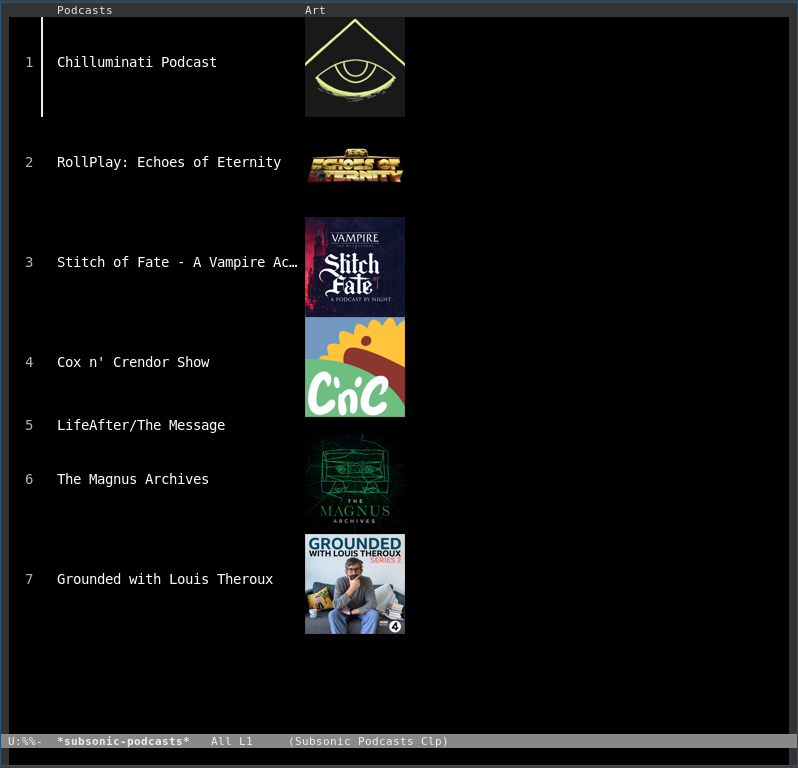 Podcasts Art
1 Chilluminati Podcast
2 RollPlay: Echoes of Eternity
ECHOES OF
ETERNITY
3 Stitch of Fate - A Vampire Ac…
VAMPIRE
Stitch
of
Fate
A PODCAST BY NIGHT
4 Cox n' Crendor Show
C'n'C
5 LifeAfter/The Message
6 The Magnus Archives
THE
MAGNUS
ARCHIVES
7 Grounded with Louis Theroux
GROUNDED
WITH LOUIS THEROUX
SERIES 2
4
U:%%- *subsonic-podcasts* All L1 (Subsonic Podcasts Clp)